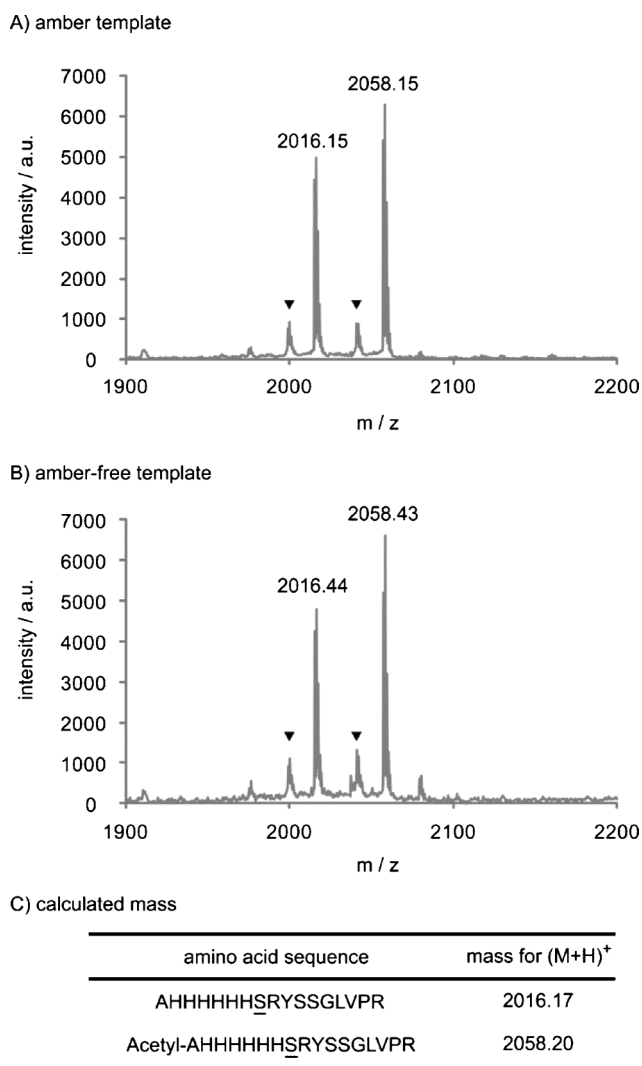 A) amber template
2058.15
7000
6000
2016.15
5000
4000
3000
2000
1000
0
intensity / a.u.
1900 2000 2100 2200
m / z
B) amber-free template
2058.43
7000
6000
2016.44
5000
4000
3000
2000
1000
0
intensity / a.u.
1900 2000 2100 2200
m / z
C) calculated mass
amino acid sequence mass for (M+H)⁺
AHHHHHHSRYSSGLVPR 2016.17
Acetyl-AHHHHHHSRYSSGLVPR 2058.20